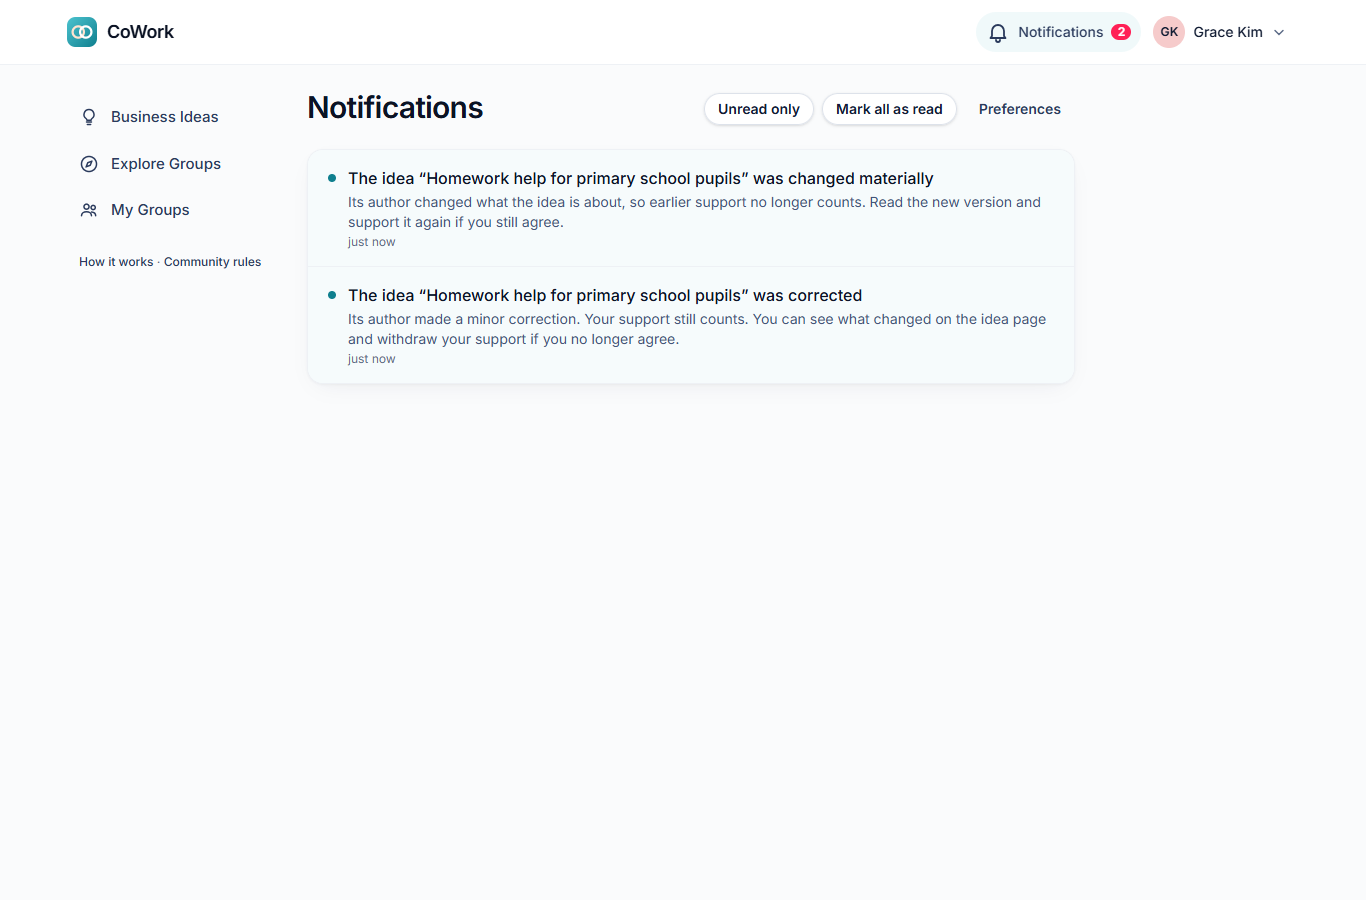 CoWork
Notifications 2
GK Grace Kim
Business Ideas
Explore Groups
My Groups
How it works · Community rules
Notifications
Unread only
Mark all as read
Preferences
The idea “Homework help for primary school pupils” was changed materially
Its author changed what the idea is about, so earlier support no longer counts. Read the new version and
support it again if you still agree.
just now
The idea “Homework help for primary school pupils” was corrected
Its author made a minor correction. Your support still counts. You can see what changed on the idea page
and withdraw your support if you no longer agree.
just now